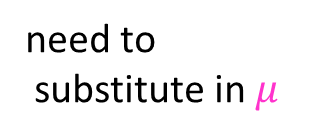 need to
substitute in μ